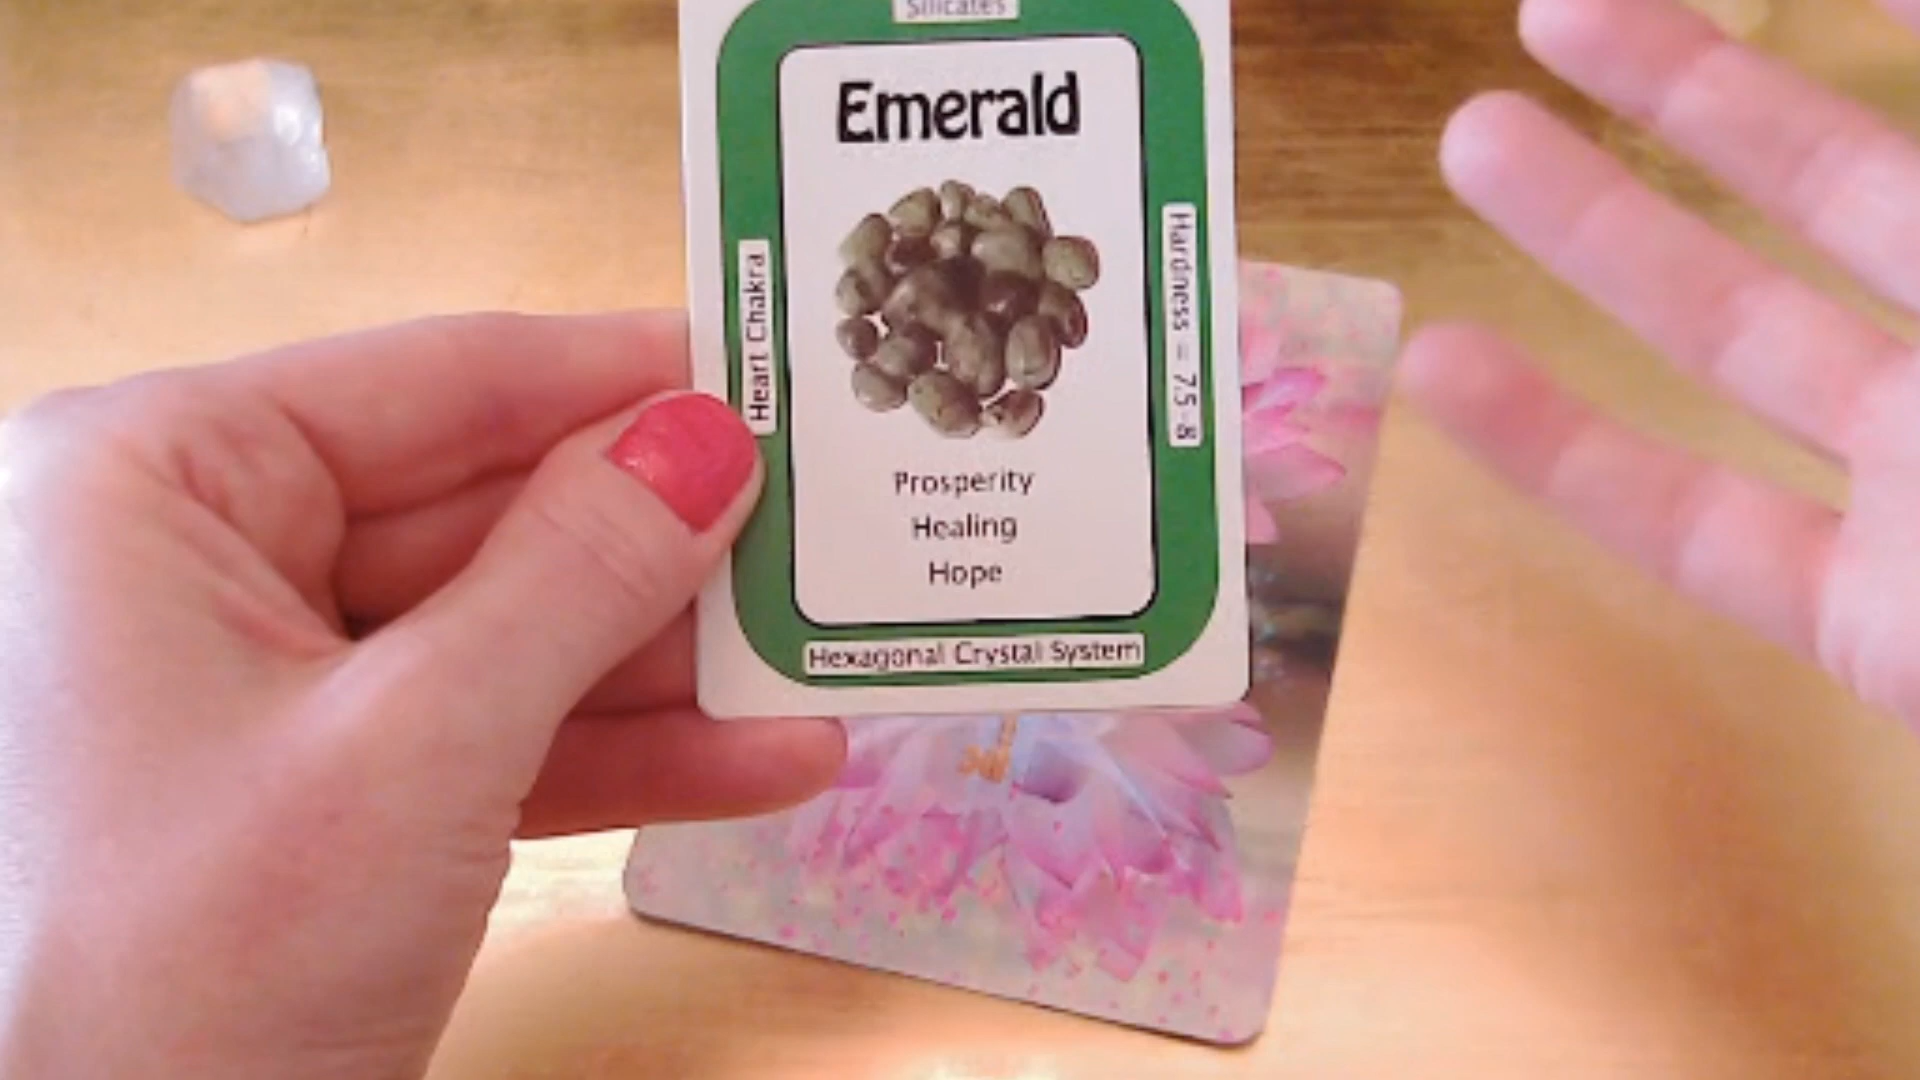 Silicates
Emerald
Heart Chakra
Hardness = 7.5-8
Prosperity
Healing
Hope
Hexagonal Crystal System